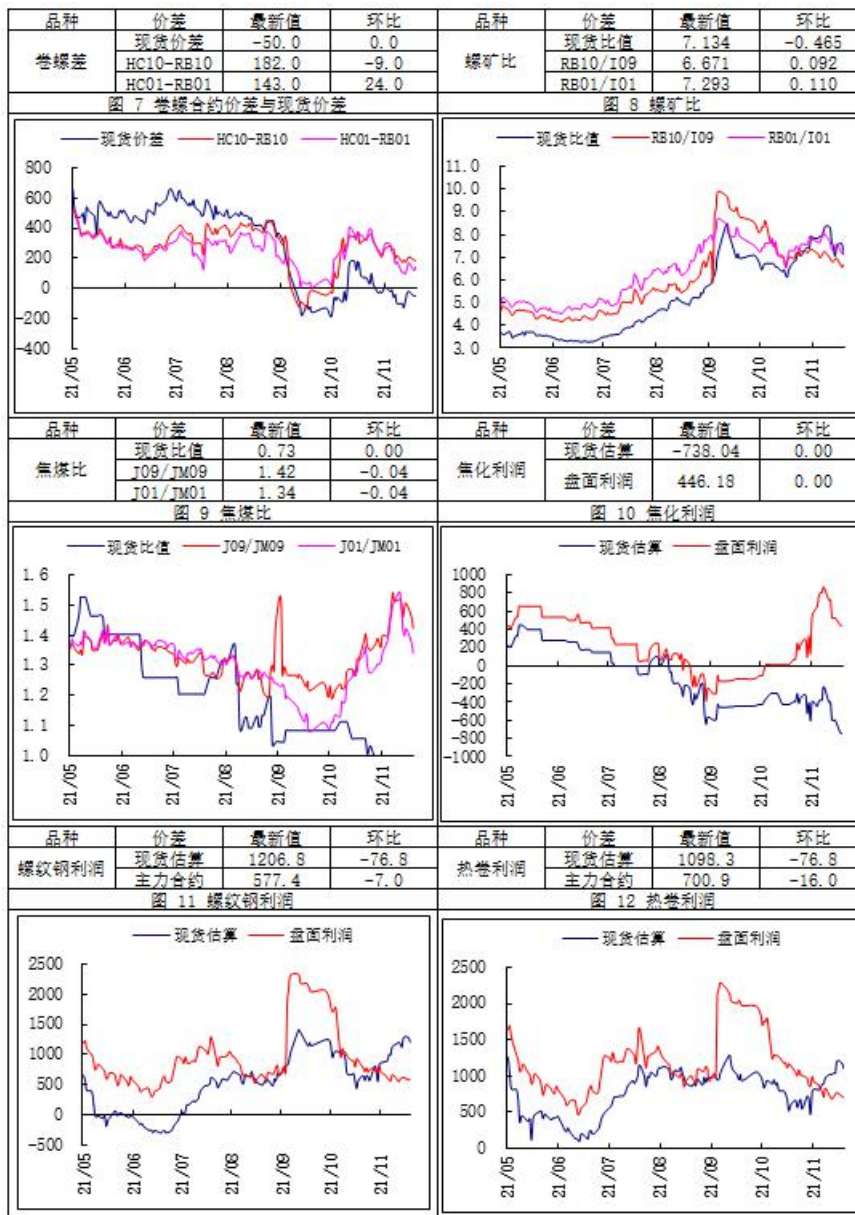 品种 价差 最新值 环比 品种 价差 最新值 环比
卷螺差 现货价差 -50.0 0.0 螺矿比 现货比值 7.134 -0.465
HC10-RB10 182.0 -9.0 RB10/I09 6.671 0.092
HC01-RB01 143.0 24.0 RB01/I01 7.293 0.110
图 7 卷螺合约价差与现货价差 图 8 螺矿比
现货价差 HC10-RB10 HC01-RB01
800
600
400
200
0
-200
-400
21/05 21/06 21/07 21/08 21/09 21/10 21/11
现货比值 RB10/I09 RB01/I01
11.0
10.0
9.0
8.0
7.0
6.0
5.0
4.0
3.0
21/05 21/06 21/07 21/08 21/09 21/10 21/11
品种 价差 最新值 环比 品种 价差 最新值 环比
焦煤比 现货比值 0.73 0.00 焦化利润 现货估算 -738.04 0.00
J09/JM09 1.42 -0.04 盘面利润 446.18 0.00
J01/JM01 1.34 -0.04
图 9 焦煤比 图 10 焦化利润
现货比值 J09/JM09 J01/JM01
1.6
1.5
1.4
1.3
1.2
1.1
1.0
21/05 21/06 21/07 21/08 21/09 21/10 21/11
现货估算 盘面利润
1000
800
600
400
200
0
-200
-400
-600
-800
-1000
21/05 21/06 21/07 21/08 21/09 21/10 21/11
品种 价差 最新值 环比 品种 价差 最新值 环比
螺纹钢利润 现货估算 1206.8 -76.8 热卷利润 现货估算 1098.3 -76.8
主力合约 577.4 -7.0 主力合约 700.9 -16.0
图 11 螺纹钢利润 图 12 热卷利润
现货估算 盘面利润
2500
2000
1500
1000
500
0
-500
21/05 21/06 21/07 21/08 21/09 21/10 21/11
现货估算 盘面利润
2500
2000
1500
1000
500
0
21/05 21/06 21/07 21/08 21/09 21/10 21/11